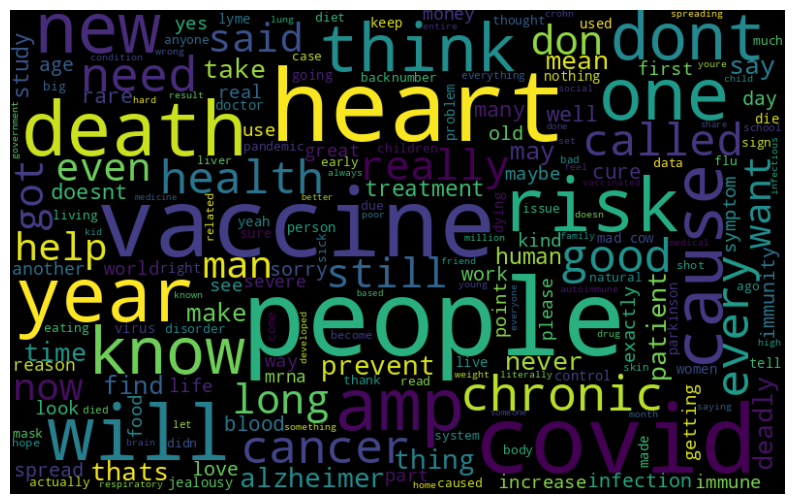 new
said
think
don
dont
yes
lyme
lung
diet
keep
money
spreading
crohn
condition
anyone
thought
used
entire
youre
much
study
age
wrong
need
take
case
going
backnumber
everything
mean
nothing
first
say
child
big
hard
result
real
doctor
problem
social
day
government
rare
use
many
well
old
done
set
share
school
die
death
heart
one
pandemic
children
great
called
sign
infectious
even
liver
early
may
bad
flu
data
got
health
always
really
maybe
cure
feel
vaccinated
doesnt
treatment
living
medicine
better
yeah
due
poor
person
dying
issue
doesn
risk
cause
want
symptom
kid
related
vaccine
kind
family
mad cow
shot
help
man
sure
sick
million
friend
still
human
good
natural
medical
every
immunity
another
world
right
sorry
work
autoimmune
ago
year
see
severe
people
point
please
exactly
patient
parkinson
make
known
based
young
everyone
drug
high
virus
disorder
come
developed
become
women
time
way
prevent
live
never
control
skin
tell
reason
know
now
find
life
mrna
thank
read
weight
literally
getting
saying
look
died
food
long
amp
chronic
someone
month
deadly
mask
let
blood
something
will
covid
hope
brain
didn
cancer
system
made
spread
thats
love
thing
body
actually
respiratory
jealousy
alzheimer
part
home
caused
increase
infection
immune